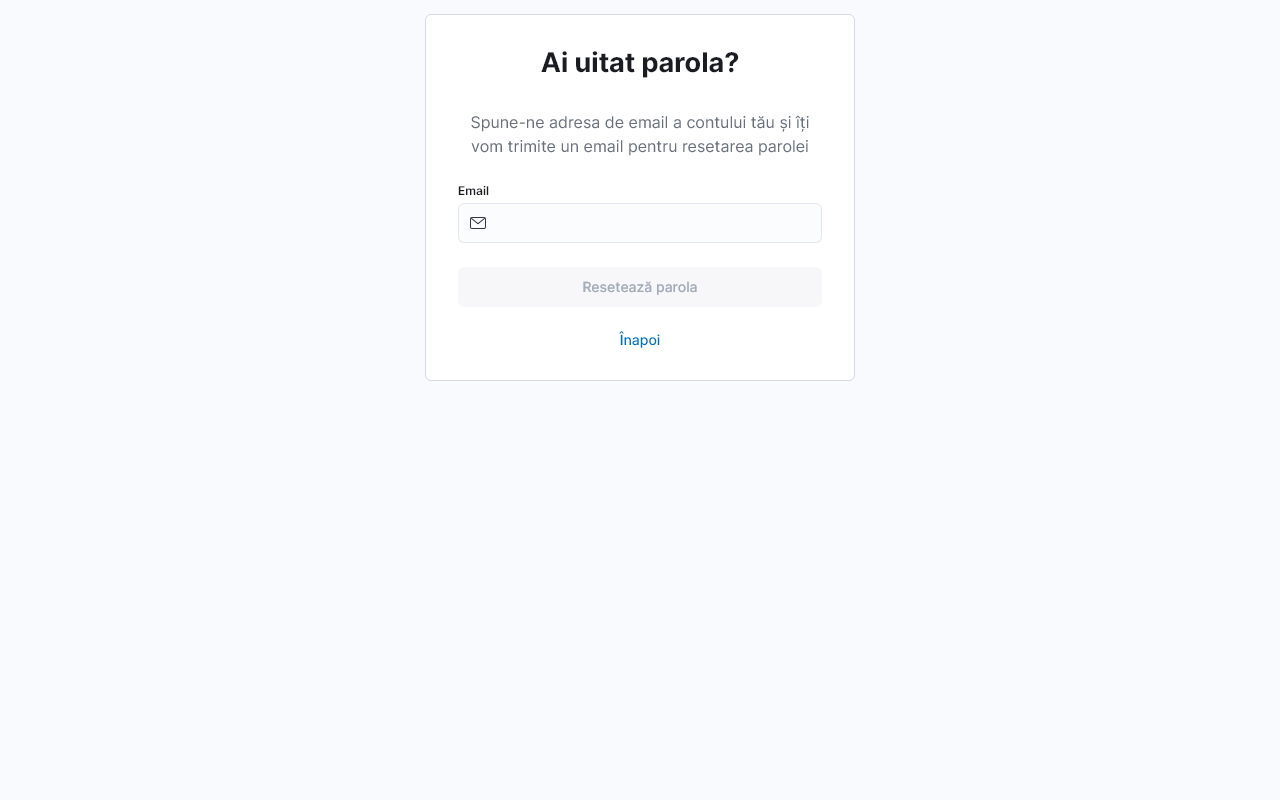 Ai uitat parola?
Spune-ne adresa de email a contului tău și îți
vom trimite un email pentru resetarea parolei
Email
Resetează parola
Înapoi